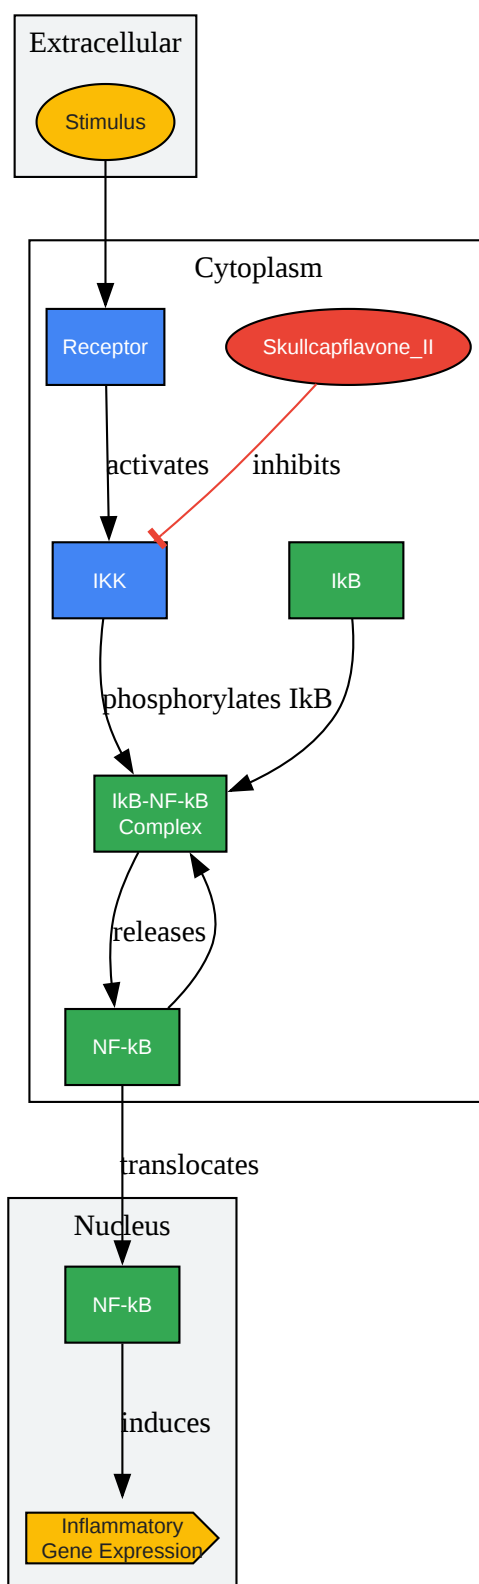 Extracellular
Stimulus
Cytoplasm
Receptor
Skullcapflavone_II
activates
inhibits
IKK
IkB
phosphorylates IkB
IkB-NF-kB
Complex
releases
NF-kB
translocates
Nucleus
NF-kB
induces
Inflammatory
Gene Expression